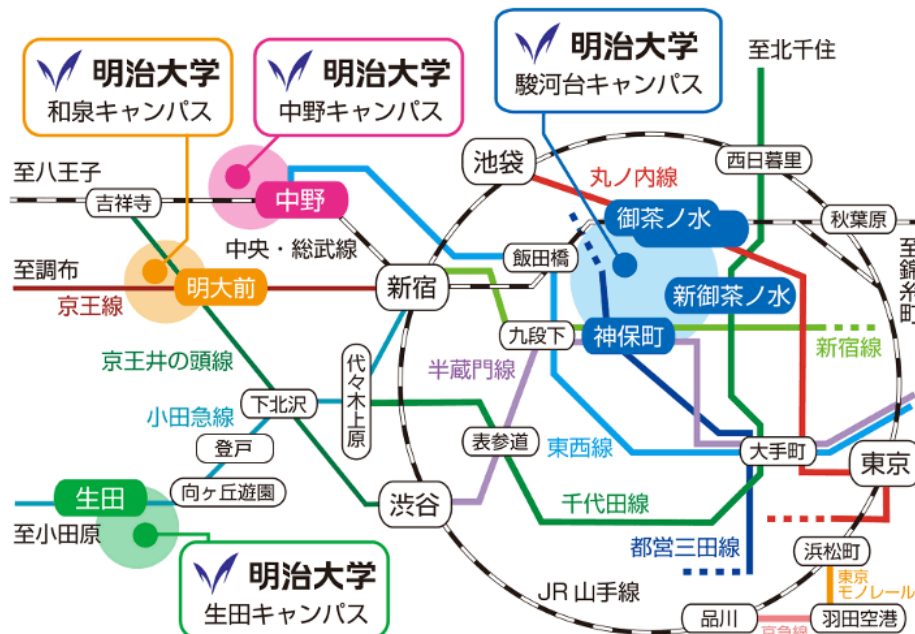 明治大学
和泉キャンパス
明治大学
中野キャンパス
明治大学
駿河台キャンパス
至北千住
池袋
西日暮里
丸ノ内線
至八王子
吉祥寺
中野
御茶ノ水
秋葉原
中央・総武線
飯田橋
至錦糸町
至調布
明大前
新宿
新御茶ノ水
京王線
九段下
神保町
新宿線
京王井の頭線
代々木上原
半蔵門線
小田急線
下北沢
登戸
表参道
東西線
大手町
東京
生田
向ヶ丘遊園
渋谷
千代田線
至小田原
都営三田線
浜松町
明治大学
生田キャンパス
JR山手線
東京
モノレール
品川
京急線
羽田空港